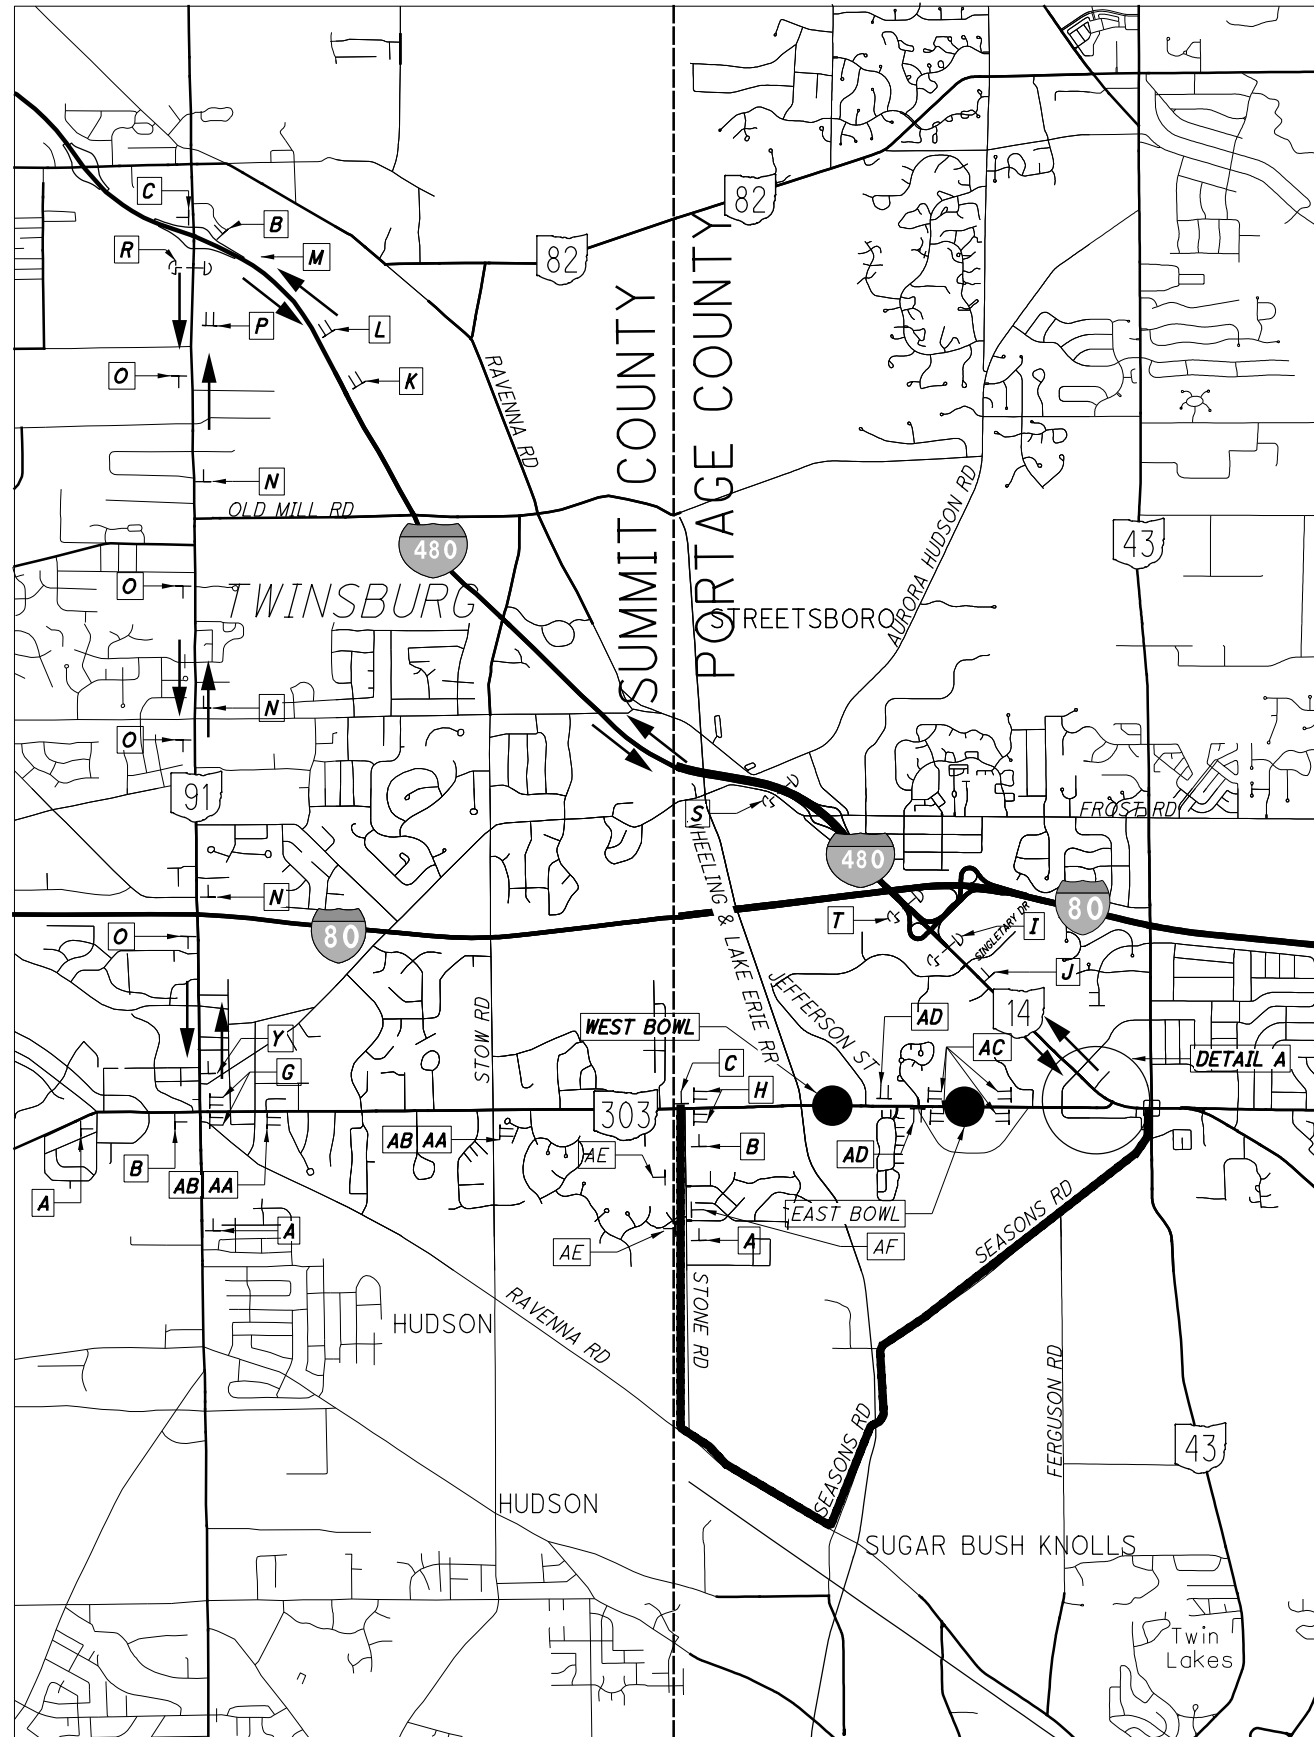 82
C
B
R
M
82
P
L
O
K
SUMMIT COUNTY
PORTAGE COUNTY
RAVENNA RD
N
OLD MILL RD
AURORA HUDSON RD
480
43
O
TWINSBURG
STREETSBORO
N
O
91
S
FROST RD
480
WHEELING & LAKE ERIE RR
N
80
O
80
T
I
SINGLETARY DR
J
JEFFERSON ST
STOW RD
WEST BOWL
AD
14
Y
AC
G
C
DETAIL A
H
303
AB AA
AE
B
AD
B
AB AA
A
EAST BOWL
A
AE
A
AF
SEASONS RD
STONE RD
RAVENNA RD
HUDSON
FERGUSON RD
SEASONS RD
43
HUDSON
SUGAR BUSH KNOLLS
Twin
Lakes